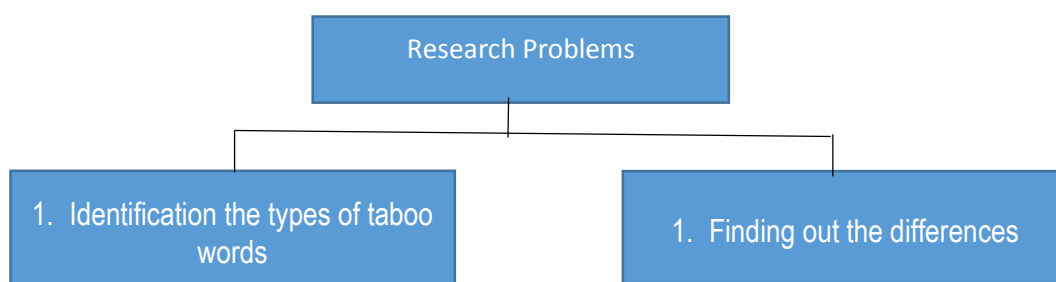 Research Problems
1. Identification the types of taboo
words
1. Finding out the differences